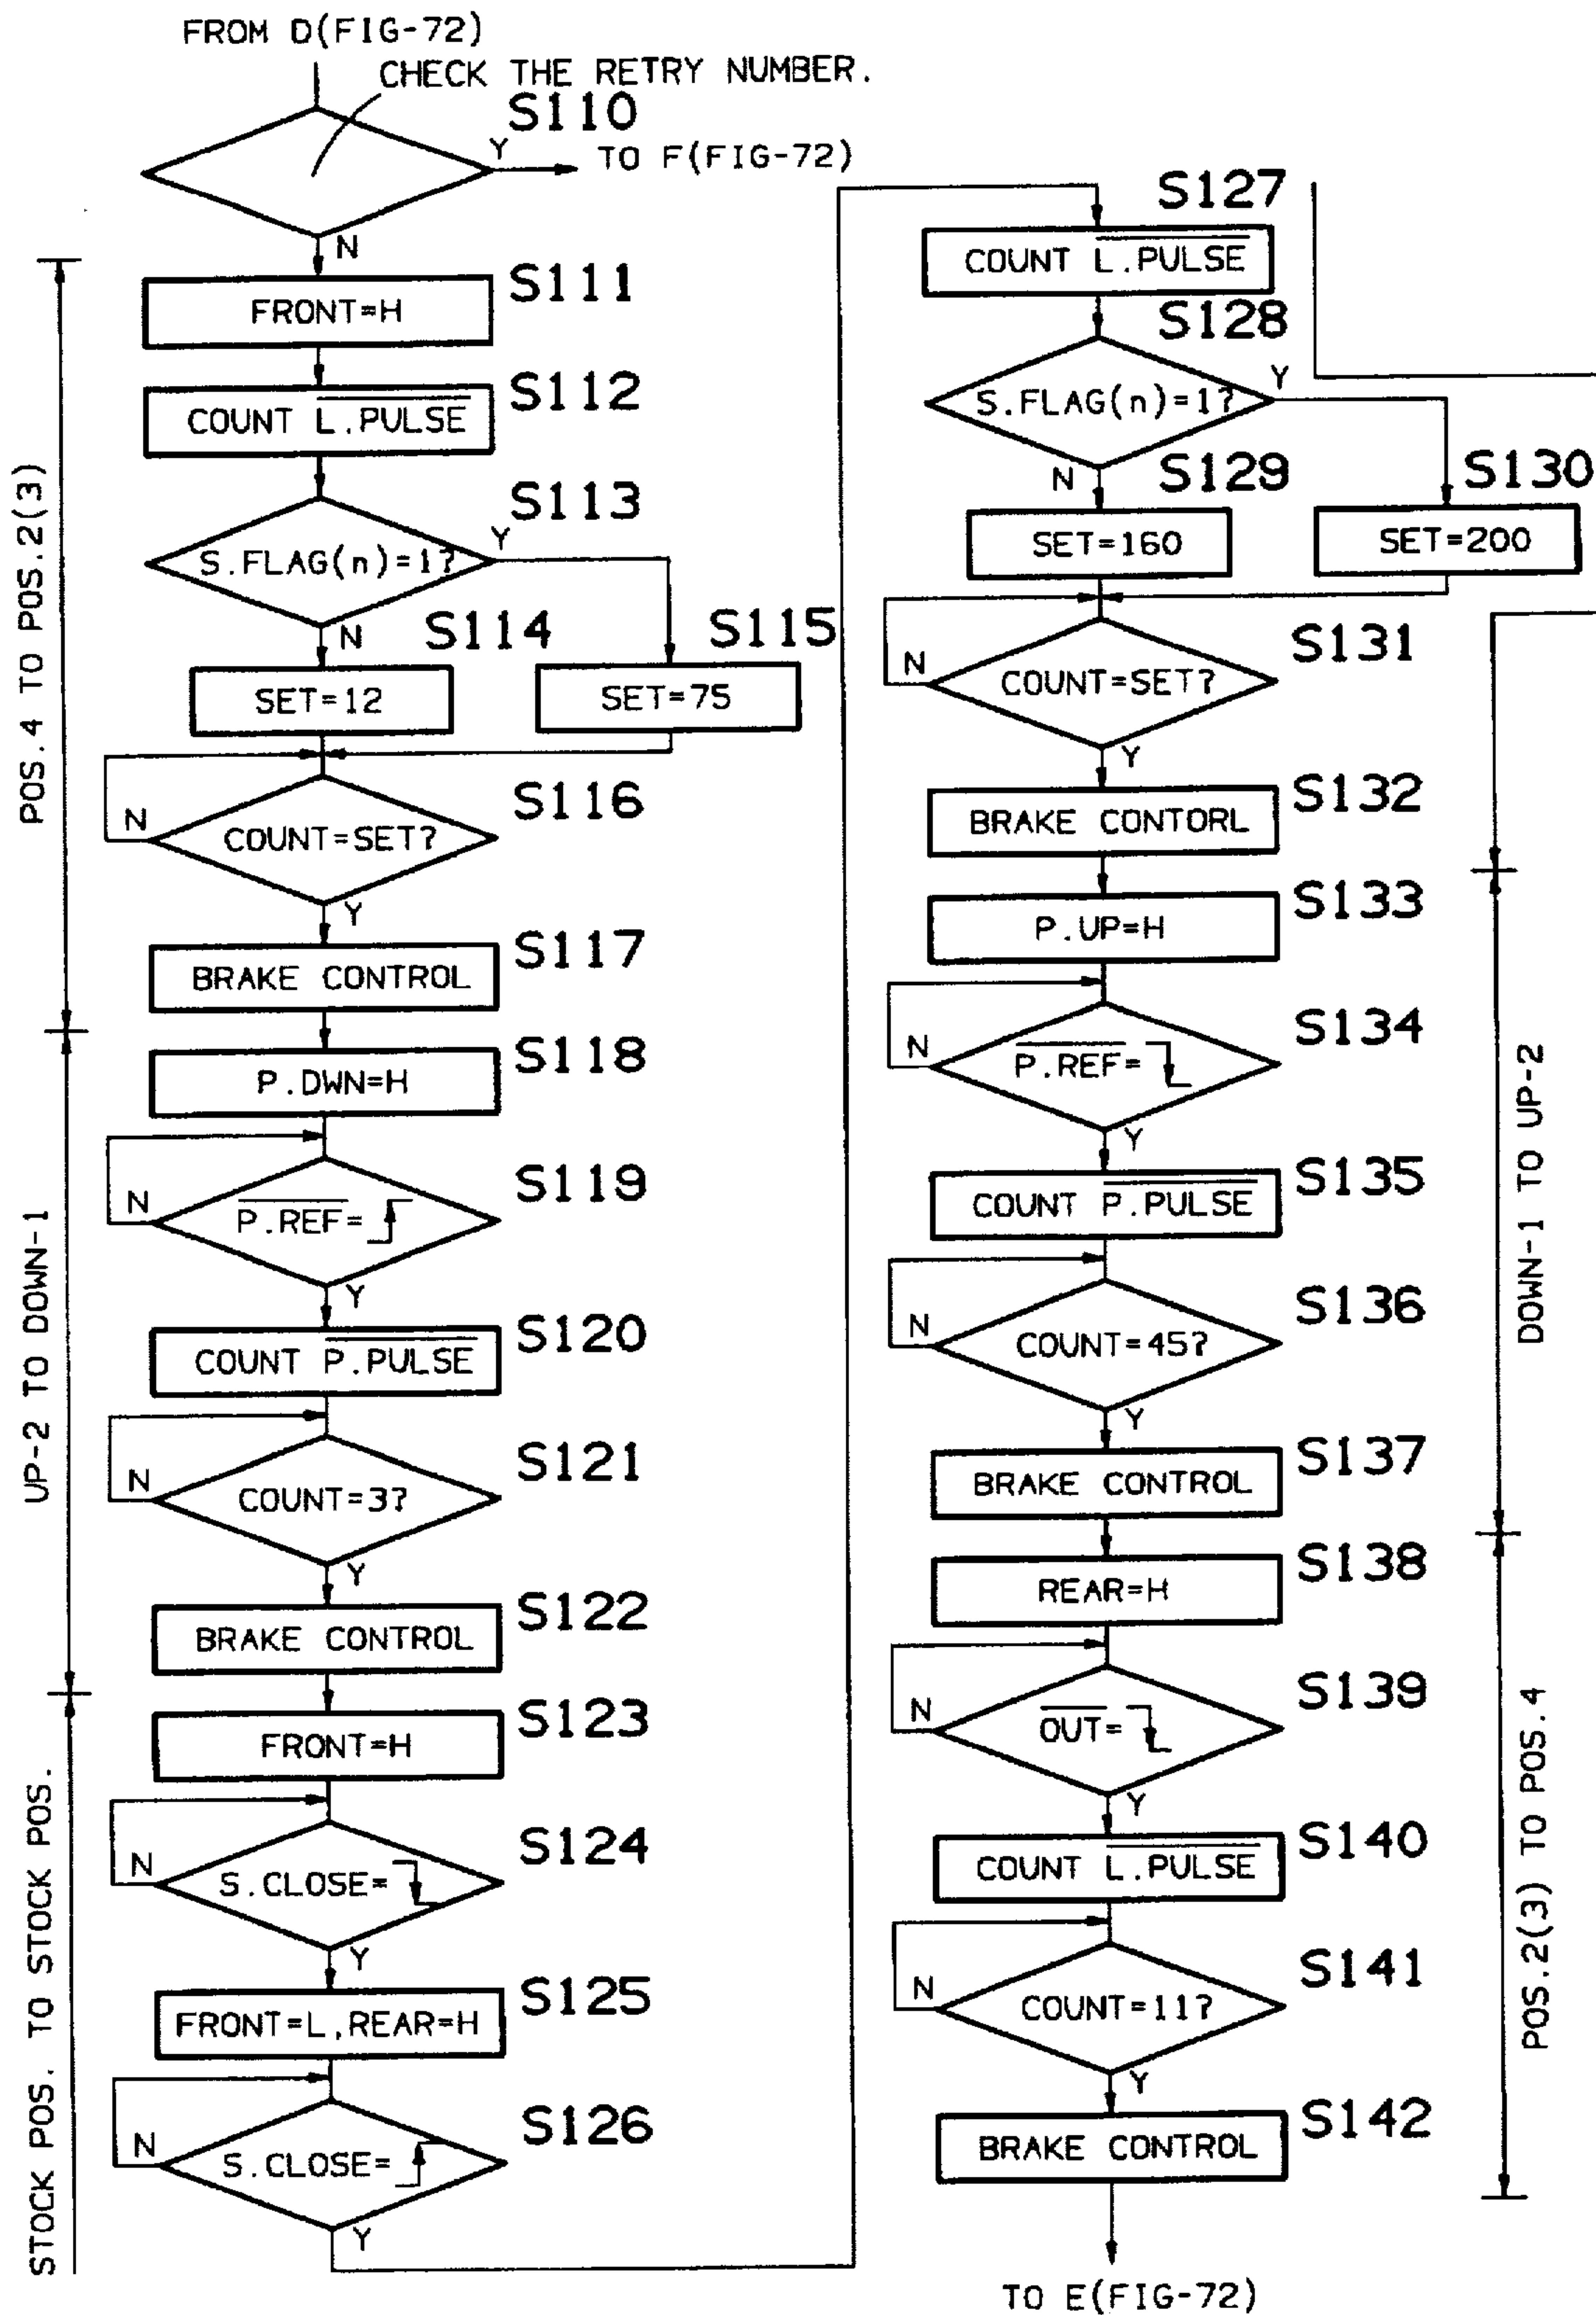 FROM D(FIG-72)
CHECK THE RETRY NUMBER.
S110
Y
TO F(FIG-72)
N
POS.4 TO POS.2(3)
S111
FRONT=H
S112
COUNT L.PULSE
S113
S.FLAG(n)=1?
Y
N
S114
SET=12
S115
SET=75
S116
COUNT=SET?
N
Y
S117
BRAKE CONTROL
UP-2 TO DOWN-1
S118
P.DWN=H
S119
P.REF=
N
Y
S120
COUNT P.PULSE
S121
COUNT=3?
N
Y
S122
BRAKE CONTROL
STOCK POS. TO STOCK POS.
S123
FRONT=H
S124
S.CLOSE=
N
Y
S125
FRONT=L,REAR=H
S126
S.CLOSE=
N
Y
S127
COUNT L.PULSE
S128
S.FLAG(n)=1?
Y
N
S129
SET=160
S130
SET=200
S131
COUNT=SET?
N
Y
S132
BRAKE CONTORL
DOWN-1 TO UP-2
S133
P.UP=H
S134
P.REF=
N
Y
S135
COUNT P.PULSE
S136
COUNT=45?
N
Y
S137
BRAKE CONTROL
POS.2(3) TO POS.4
S138
REAR=H
S139
OUT=
N
Y
S140
COUNT L.PULSE
S141
COUNT=11?
N
Y
S142
BRAKE CONTROL
TO E(FIG-72)